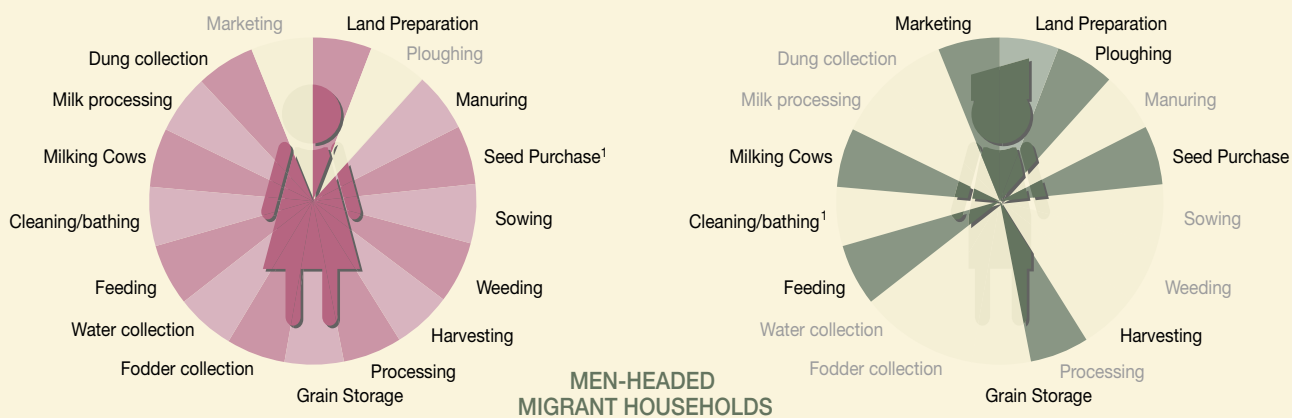 Marketing
Land Preparation
Dung collection
Ploughing
Milk processing
Manuring
Milking Cows
Seed Purchase¹
Cleaning/bathing
Sowing
Feeding
Weeding
Water collection
Harvesting
Fodder collection
Processing
Grain Storage
MEN-HEADED
MIGRANT HOUSEHOLDS
Marketing
Land Preparation
Dung collection
Ploughing
Milk processing
Manuring
Milking Cows
Seed Purchase
Cleaning/bathing¹
Sowing
Feeding
Weeding
Water collection
Harvesting
Fodder collection
Processing
Grain Storage